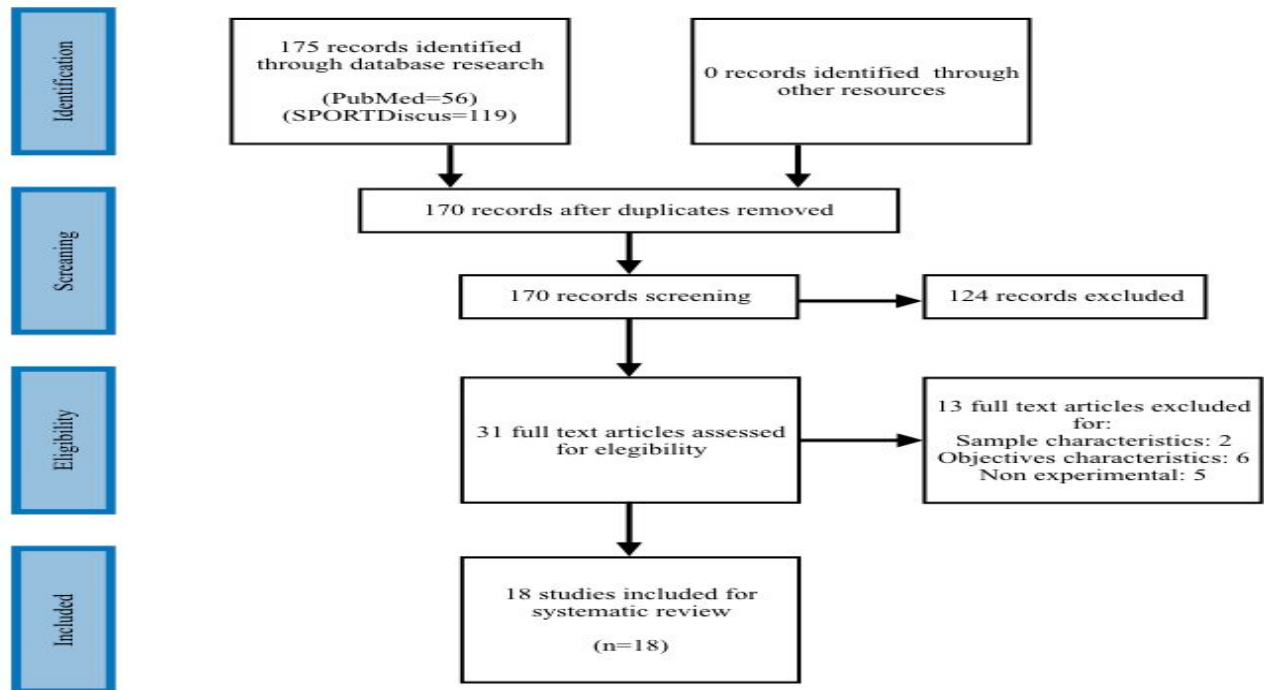 Identification
175 records identified
through database research
(PubMed=56)
(SPORTDiscus=119)
0 records identified through
other resources
170 records after duplicates removed
Screaning
170 records screening
124 records excluded
Eligibility
31 full text articles assessed
for elegibility
13 full text articles excluded
for:
Sample characteristics: 2
Objectives characteristics: 6
Non experimental: 5
Included
18 studies included for
systematic review
(n=18)